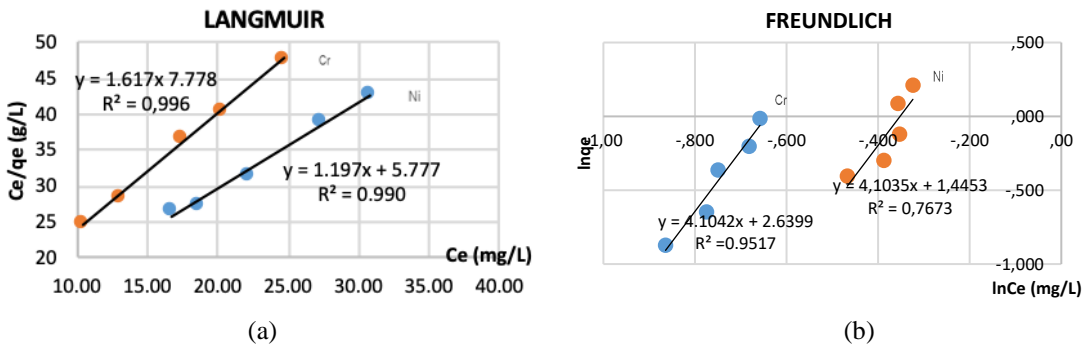 LANGMUIR
50
45
40
35
30
25
20
Ce/qe (g/L)
y = 1.617x 7.778
R² = 0,996
Cr
Ni
y = 1.197x + 5.777
R² = 0.990
Ce (mg/L)
10.00 15.00 20.00 25.00 30.00 35.00 40.00
(a)
FREUNDLICH
,500
,000
-,500
-1,000
-1,00 -,800 -,600 -,400 -,200 ,000
lnqe
Cr
Ni
y = 4,1035x + 1,4453
R² = 0,7673
y = 4.1042x + 2.6399
R² =0.9517
lnCe (mg/L)
(b)